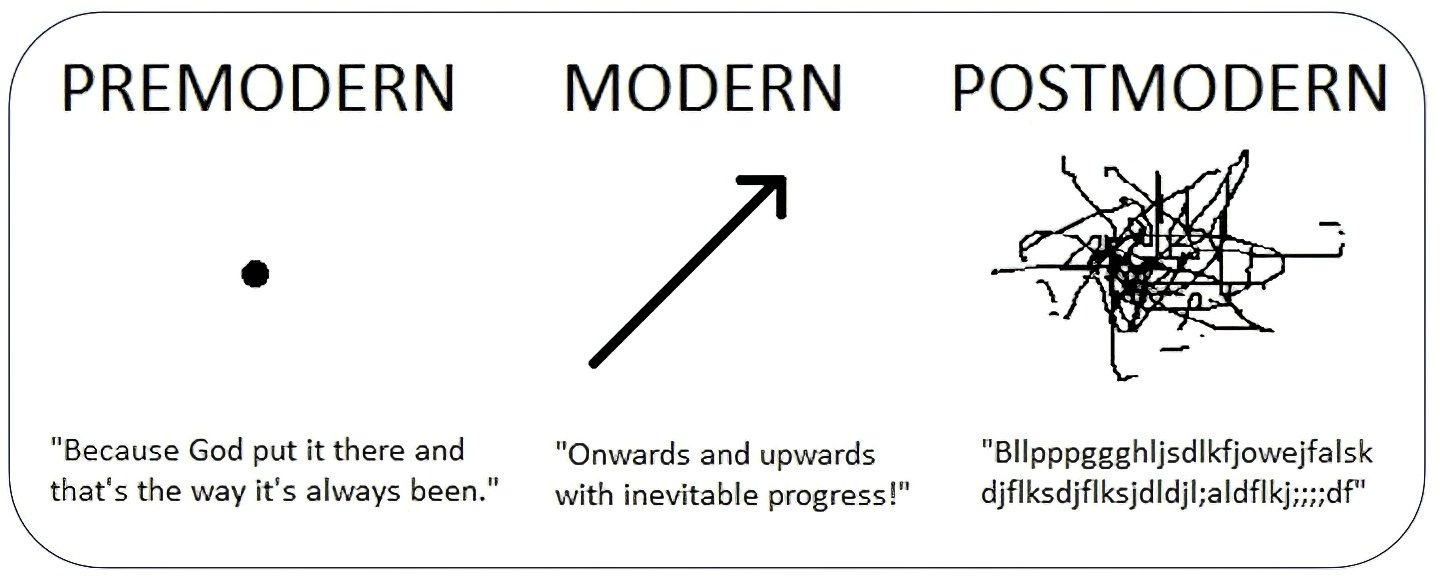 PREMODERN
MODERN
POSTMODERN
"Because God put it there and
that's the way it's always been."
"Onwards and upwards
with inevitable progress!"
"Bllpppggghljsdlkfjowejfalsk
djflksdjflksjdldjl;aldflkj;;;;df"